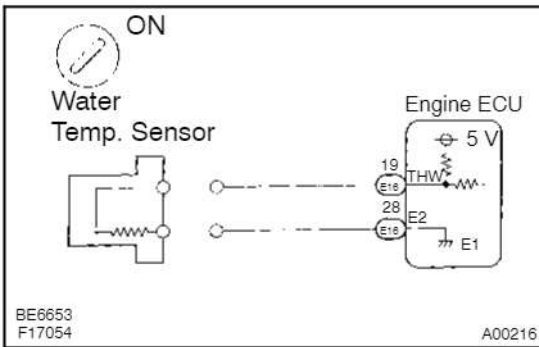 ON
Water
Temp. Sensor
Engine ECU
5 V
19
THW
E16
28
E2
E16
E1
BE6653
F17054
A00216